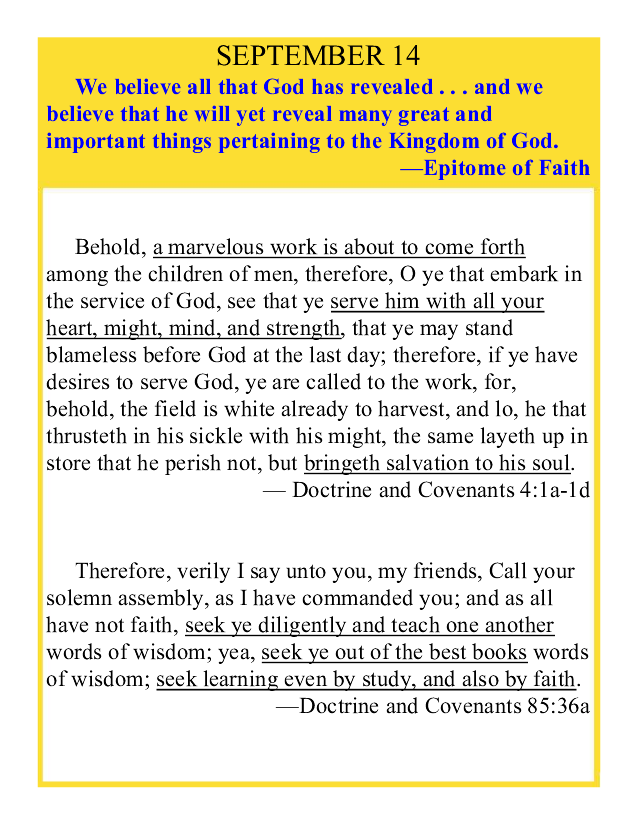 SEPTEMBER 14
We believe all that God has revealed . . . and we
believe that he will yet reveal many great and
important things pertaining to the Kingdom of God.
—Epitome of Faith
Behold, a marvelous work is about to come forth
among the children of men, therefore, O ye that embark in
the service of God, see that ye serve him with all your
heart, might, mind, and strength, that ye may stand
blameless before God at the last day; therefore, if ye have
desires to serve God, ye are called to the work, for,
behold, the field is white already to harvest, and lo, he that
thrusteth in his sickle with his might, the same layeth up in
store that he perish not, but bringeth salvation to his soul.
— Doctrine and Covenants 4:1a-1d
Therefore, verily I say unto you, my friends, Call your
solemn assembly, as I have commanded you; and as all
have not faith, seek ye diligently and teach one another
words of wisdom; yea, seek ye out of the best books words
of wisdom; seek learning even by study, and also by faith.
—Doctrine and Covenants 85:36a